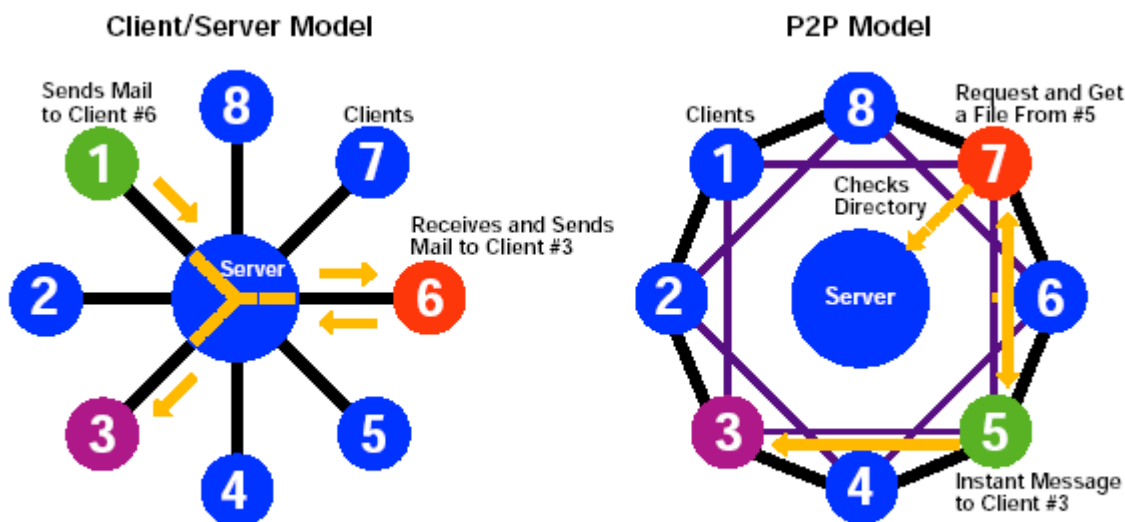 Client/Server Model
Sends Mail
to Client #6
1
8
Clients
7
Receives and Sends
Mail to Client #3
Server
2
6
3
4
5
P2P Model
Clients
8
Request and Get
a File From #5
1
7
Checks
Directory
2
Server
6
3
5
4
Instant Message
to Client #3